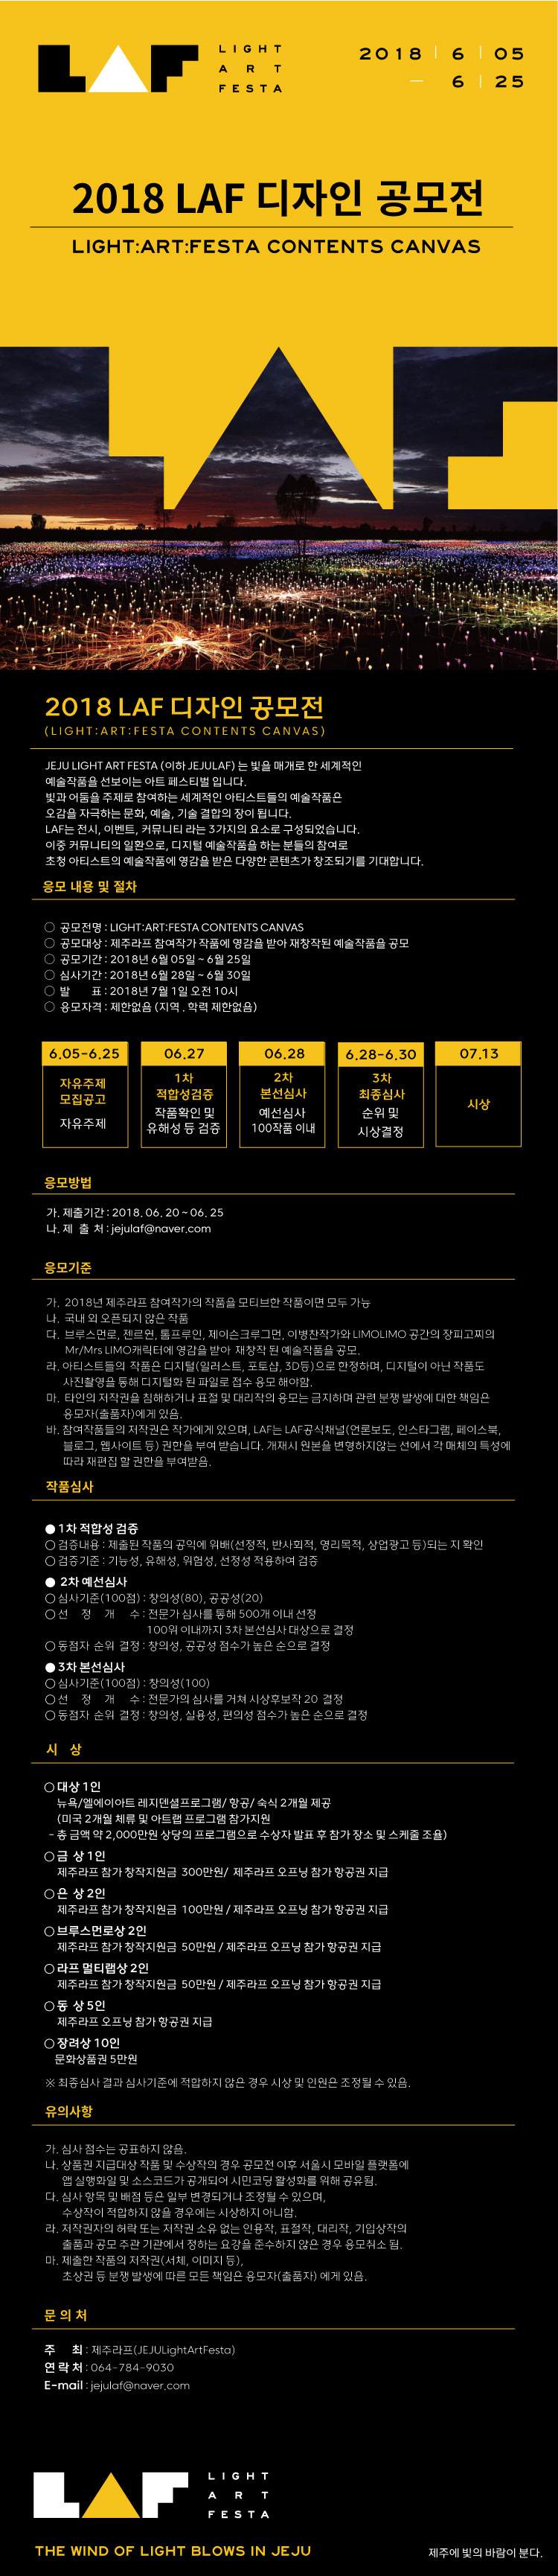 LAF
LIGHT
ART
FESTA
2018 | 6 | 05
— 6 | 25
2018 LAF 디자인 공모전
LIGHT:ART:FESTA CONTENTS CANVAS
2018 LAF 디자인 공모전
(LIGHT:ART:FESTA CONTENTS CANVAS)
JEJU LIGHT ART FESTA (이하 JEJULAF) 는 빛을 매개로 한 세계적인
예술작품을 선보이는 아트 페스티벌 입니다.
빛과 어둠을 주제로 참여하는 세계적인 아티스트들의 예술작품은
오감을 자극하는 문화, 예술, 기술 결합의 장이 됩니다.
LAF는 전시, 이벤트, 커뮤니티 라는 3가지의 요소로 구성되었습니다.
이중 커뮤니티의 일환으로, 디지털 예술작품을 하는 분들의 참여로
초청 아티스트의 예술작품에 영감을 받은 다양한 콘텐츠가 창조되기를 기대합니다.
응모 내용 및 절차
○ 공모전명 : LIGHT:ART:FESTA CONTENTS CANVAS
○ 공모대상 : 제주라프 참여작가 작품에 영감을 받아 재창작된 예술작품을 공모
○ 공모기간 : 2018년 6월 05일 ~ 6월 25일
○ 심사기간 : 2018년 6월 28일 ~ 6월 30일
○ 발 표 : 2018년 7월 1일 오전 10시
○ 응모자격 : 제한없음 (지역 . 학력 제한없음)
6.05-6.25
자유주제
모집공고
자유주제
06.27
1차
적합성검증
작품확인 및
유해성 등 검증
06.28
2차
본선심사
예선심사
100작품 이내
6.28-6.30
3차
최종심사
순위 및
시상결정
07.13
시상
응모방법
가. 제출기간 : 2018. 06. 20 ~ 06. 25
나. 제 출 처 : jejulaf@naver.com
응모기준
가. 2018년 제주라프 참여작가의 작품을 모티브한 작품이면 모두 가능
나. 국내 외 오픈되지 않은 작품
다. 브루스먼로, 젠르언, 톰프루인, 제이슨크루그먼, 이병찬작가와 LIMOLIMO 공간의 장피고찌의
Mr/Mrs LIMO캐릭터에 영감을 받아 재창작 된 예술작품을 공모.
라. 아티스트들의 작품은 디지털(일러스트, 포토샵, 3D등)으로 한정하며, 디지털이 아닌 작품도
사진촬영을 통해 디지털화 된 파일로 접수 응모 해야함.
마. 타인의 저작권을 침해하거나 표절 및 대리작의 응모는 금지하며 관련 분쟁 발생에 대한 책임은
응모자(출품자)에게 있음.
바. 참여작품들의 저작권은 작가에게 있으며, LAF는 LAF공식채널(언론보도, 인스타그램, 페이스북,
블로그, 웹사이트 등) 권한을 부여 받습니다. 개재시 원본을 변형하지않는 선에서 각 매체의 특성에
따라 재편집 할 권한을 부여받음.
작품심사
● 1차 적합성 검증
○ 검증내용 : 제출된 작품의 공익에 위배(선정적, 반사회적, 영리목적, 상업광고 등)되는 지 확인
○ 검증기준 : 기능성, 유해성, 위험성, 선정성 적용하여 검증
● 2차 예선심사
○ 심사기준(100점) : 창의성(80), 공공성(20)
○ 선 정 개 수 : 전문가 심사를 통해 500개 이내 선정
100위 이내까지 3차 본선심사 대상으로 결정
○ 동점자 순위 결정 : 창의성, 공공성 점수가 높은 순으로 결정
● 3차 본선심사
○ 심사기준(100점) : 창의성(100)
○ 선 정 개 수 : 전문가의 심사를 거쳐 시상후보작 20 결정
○ 동점자 순위 결정 : 창의성, 실용성, 편의성 점수가 높은 순으로 결정
시 상
○ 대상 1인
뉴욕/엘에이아트 레지덴셜프로그램/ 항공/ 숙식 2개월 제공
(미국 2개월 체류 및 아트랩 프로그램 참가지원
- 총 금액 약 2,000만원 상당의 프로그램으로 수상자 발표 후 참가 장소 및 스케줄 조율)
○ 금 상 1인
제주라프 참가 창작지원금 300만원/ 제주라프 오프닝 참가 항공권 지급
○ 은 상 2인
제주라프 참가 창작지원금 100만원 / 제주라프 오프닝 참가 항공권 지급
○ 브루스먼로상 2인
제주라프 참가 창작지원금 50만원 / 제주라프 오프닝 참가 항공권 지급
○ 라프 멀티랩상 2인
제주라프 참가 창작지원금 50만원 / 제주라프 오프닝 참가 항공권 지급
○ 동 상 5인
제주라프 오프닝 참가 항공권 지급
○ 장려상 10인
문화상품권 5만원
※ 최종심사 결과 심사기준에 적합하지 않은 경우 시상 및 인원은 조정될 수 있음.
유의사항
가. 심사 점수는 공표하지 않음.
나. 상품권 지급대상 작품 및 수상작의 경우 공모전 이후 서울시 모바일 플랫폼에
앱 실행화일 및 소스코드가 공개되어 시민코딩 활성화를 위해 공유됨.
다. 심사 항목 및 배점 등은 일부 변경되거나 조정될 수 있으며,
수상작이 적합하지 않을 경우에는 시상하지 아니함.
라. 저작권자의 허락 또는 저작권 소유 없는 인용작, 표절작, 대리작, 기입상작의
출품과 공모 주관 기관에서 정하는 요강을 준수하지 않은 경우 응모취소 됨.
마. 제출한 작품의 저작권(서체, 이미지 등),
초상권 등 분쟁 발생에 따른 모든 책임은 응모자(출품자) 에게 있음.
문 의 처
주 최 : 제주라프(JEJULightArtFesta)
연 락 처 : 064-784-9030
E-mail : jejulaf@naver.com
LAF
LIGHT
ART
FESTA
THE WIND OF LIGHT BLOWS IN JEJU
제주에 빛의 바람이 분다.